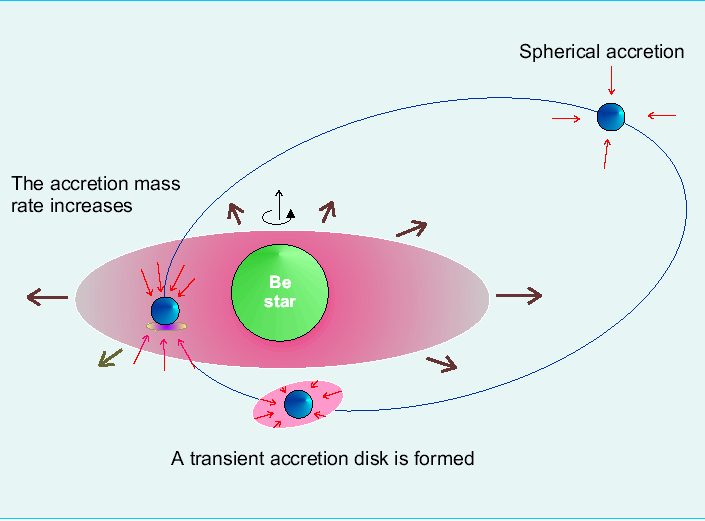 Spherical accretion
The accretion mass
rate increases
Be
star
A transient accretion disk is formed